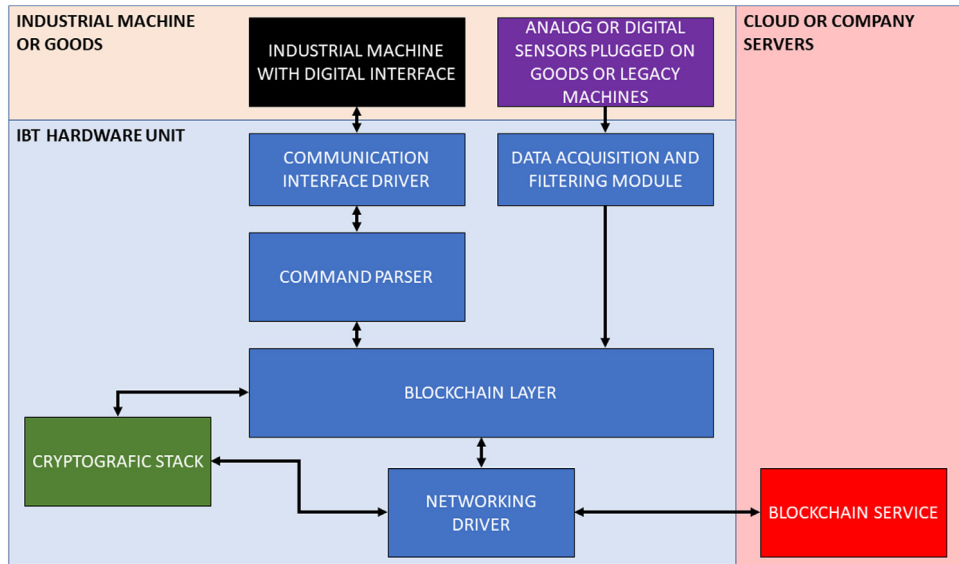 INDUSTRIAL MACHINE
OR GOODS
INDUSTRIAL MACHINE
WITH DIGITAL INTERFACE
ANALOG OR DIGITAL
SENSORS PLUGGED ON
GOODS OR LEGACY
MACHINES
CLOUD OR COMPANY
SERVERS
IBT HARDWARE UNIT
COMMUNICATION
INTERFACE DRIVER
DATA ACQUISITION AND
FILTERING MODULE
COMMAND PARSER
BLOCKCHAIN LAYER
CRYPTOGRAFIC STACK
NETWORKING
DRIVER
BLOCKCHAIN SERVICE